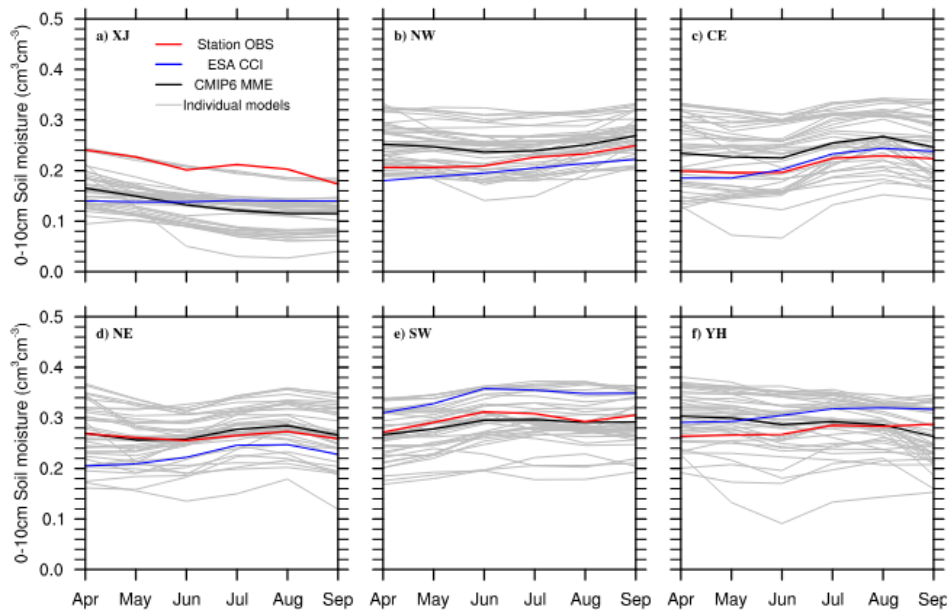 0.5
0.4
0.3
0.2
0.1
0.0
0-10cm Soil moisture (cm³cm⁻³)
a) XJ
Station OBS
ESA CCI
CMIP6 MME
Individual models
b) NW
c) CE
0.5
0.4
0.3
0.2
0.1
0.0
0-10cm Soil moisture (cm³cm⁻³)
d) NE
e) SW
f) YH
Apr May Jun Jul Aug Sep
Apr May Jun Jul Aug Sep
Apr May Jun Jul Aug Sep